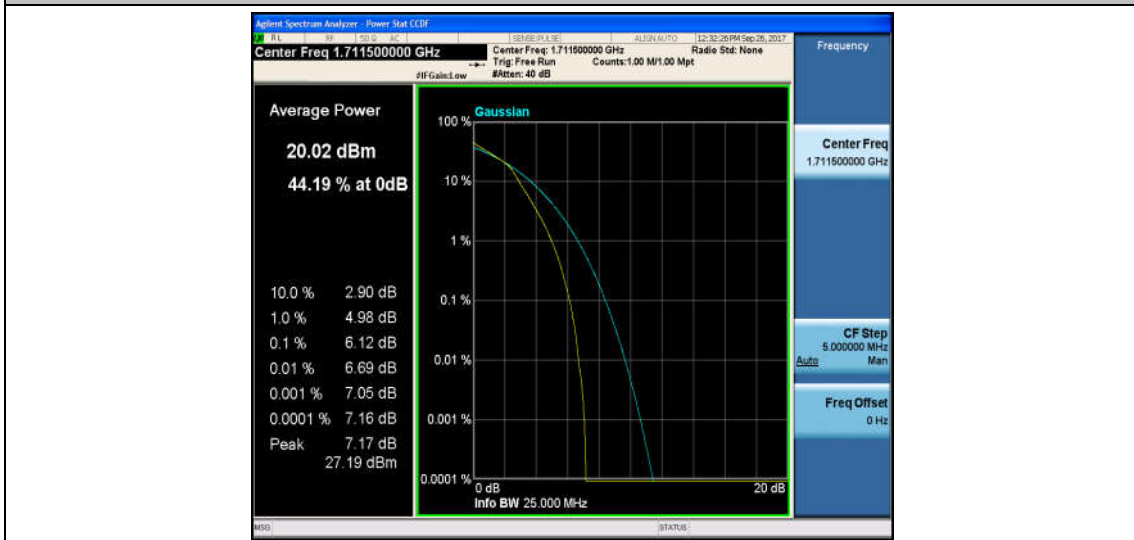 Agilent Spectrum Analyzer - Power Stat CCDF
RL RF 50 Ω AC SENSE:PULSE ALIGN AUTO 12:32:26 PM Sep 26, 2017
Center Freq 1.711500000 GHz
Center Freq: 1.711500000 GHz Radio Std: None
Trig: Free Run Counts:1.00 M/1.00 Mpt
#IFGain:Low #Atten: 40 dB
Frequency
Average Power
20.02 dBm
44.19 % at 0dB
10.0 % 2.90 dB
1.0 % 4.98 dB
0.1 % 6.12 dB
0.01 % 6.69 dB
0.001 % 7.05 dB
0.0001 % 7.16 dB
Peak 7.17 dB
27.19 dBm
Gaussian
100 %
10 %
1 %
0.1 %
0.01 %
0.001 %
0.0001 %
0 dB 20 dB
Info BW 25.000 MHz
Center Freq
1.711500000 GHz
CF Step
5.000000 MHz
Auto Man
Freq Offset
0 Hz
MSG STATUS